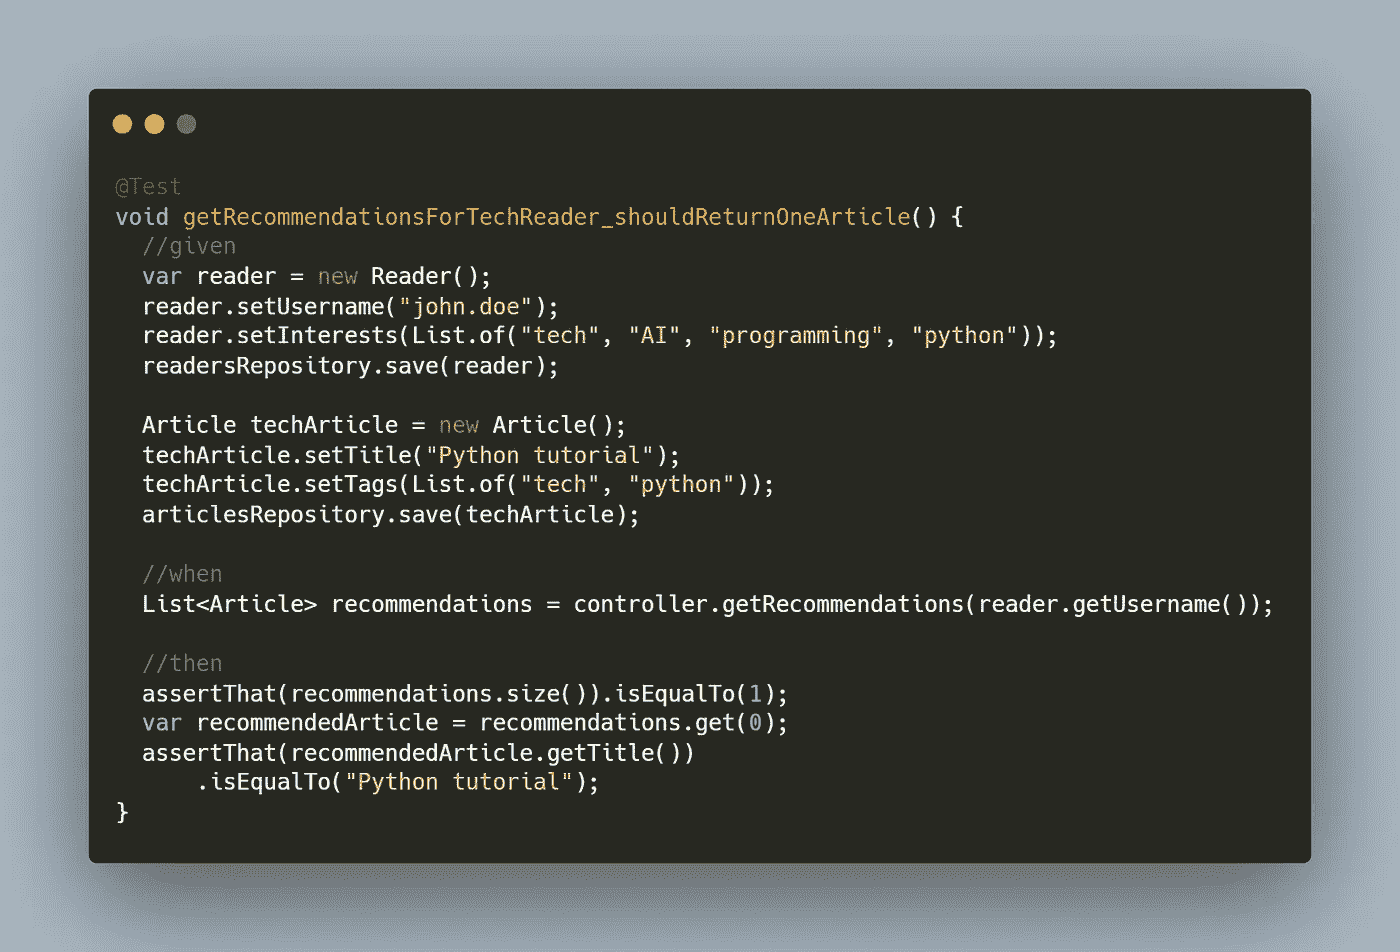 @Test
void getRecommendationsForTechReader_shouldReturnOneArticle() {
  //given
  var reader = new Reader();
  reader.setUsername("john.doe");
  reader.setInterests(List.of("tech", "AI", "programming", "python"));
  readersRepository.save(reader);

  Article techArticle = new Article();
  techArticle.setTitle("Python tutorial");
  techArticle.setTags(List.of("tech", "python"));
  articlesRepository.save(techArticle);

  //when
  List<Article> recommendations = controller.getRecommendations(reader.getUsername());

  //then
  assertThat(recommendations.size()).isEqualTo(1);
  var recommendedArticle = recommendations.get(0);
  assertThat(recommendedArticle.getTitle())
      .isEqualTo("Python tutorial");
}